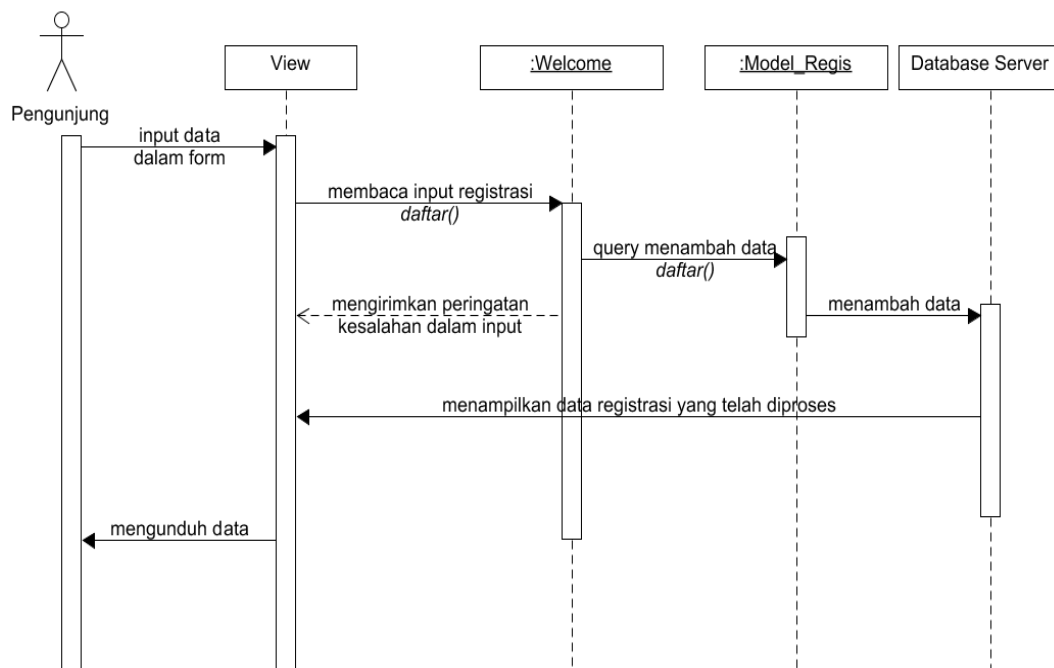 View
:Welcome
:Model_Regis
Database Server
Pengunjung
input data
dalam form
membaca input registrasi
daftar()
query menambah data
daftar()
mengirimkan peringatan
kesalahan dalam input
menambah data
menampilkan data registrasi yang telah diproses
mengunduh data